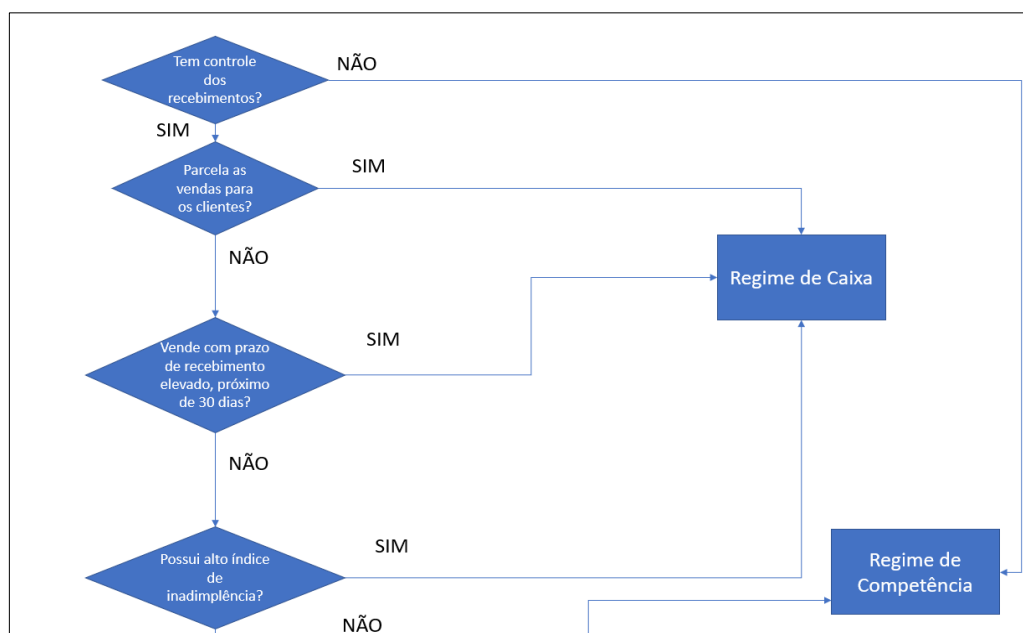 Tem controle
dos
recebimentos?
NÃO
SIM
Parcela as
vendas para
os clientes?
SIM
NÃO
Regime de Caixa
Vende com prazo
de recebimento
elevado, próximo
de 30 dias?
SIM
NÃO
Possui alto índice
de
inadimplência?
SIM
Regime de
Competência
NÃO